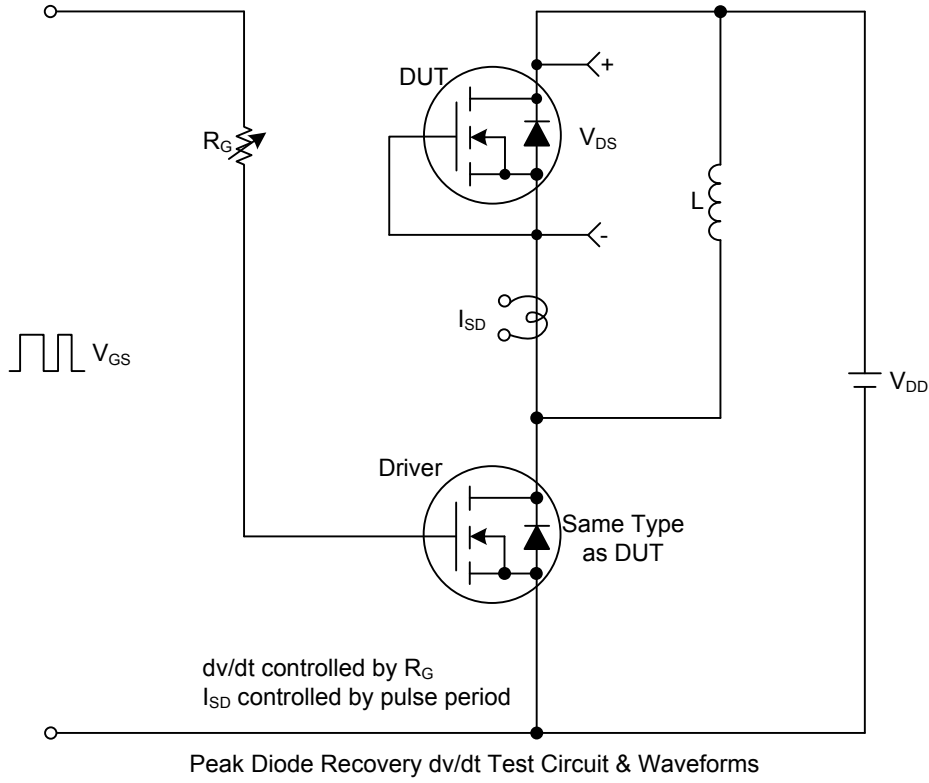 DUT
+
R_G
V_DS
L
-
I_SD
V_GS
V_DD
Driver
Same Type
as DUT
dv/dt controlled by R_G
I_SD controlled by pulse period
Peak Diode Recovery dv/dt Test Circuit & Waveforms